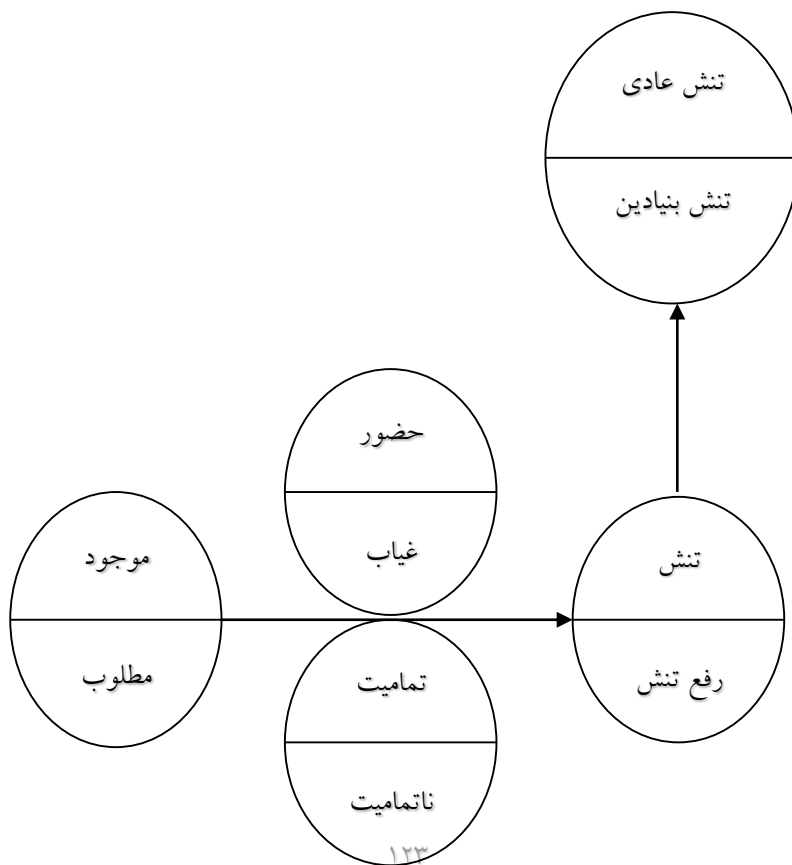 تنش عادی
تنش بنیادین
حضور
غیاب
موجود
مطلوب
تمامیت
ناتمامیت
تنش
رفع تنش
۱۲۳